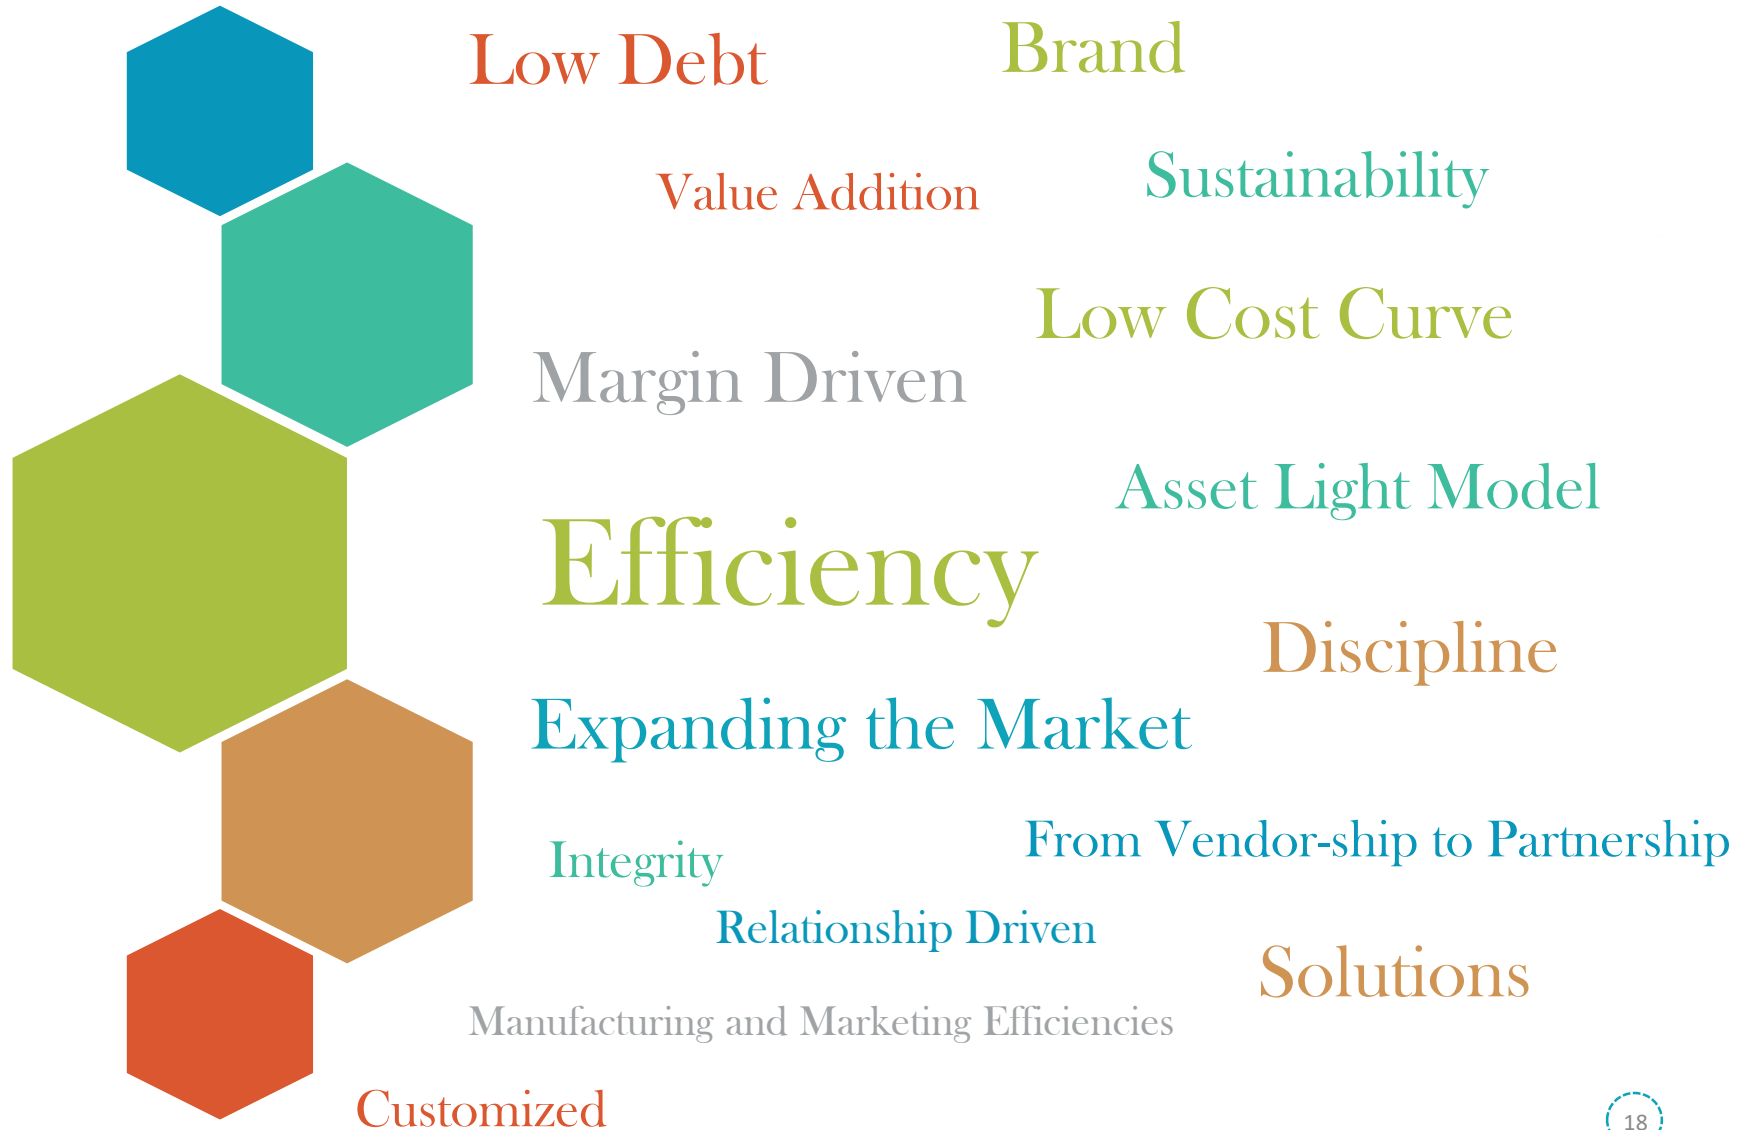 Low Debt
Brand
Value Addition
Sustainability
Low Cost Curve
Margin Driven
Asset Light Model
Efficiency
Discipline
Expanding the Market
From Vendor-ship to Partnership
Integrity
Relationship Driven
Solutions
Manufacturing and Marketing Efficiencies
Customized
18